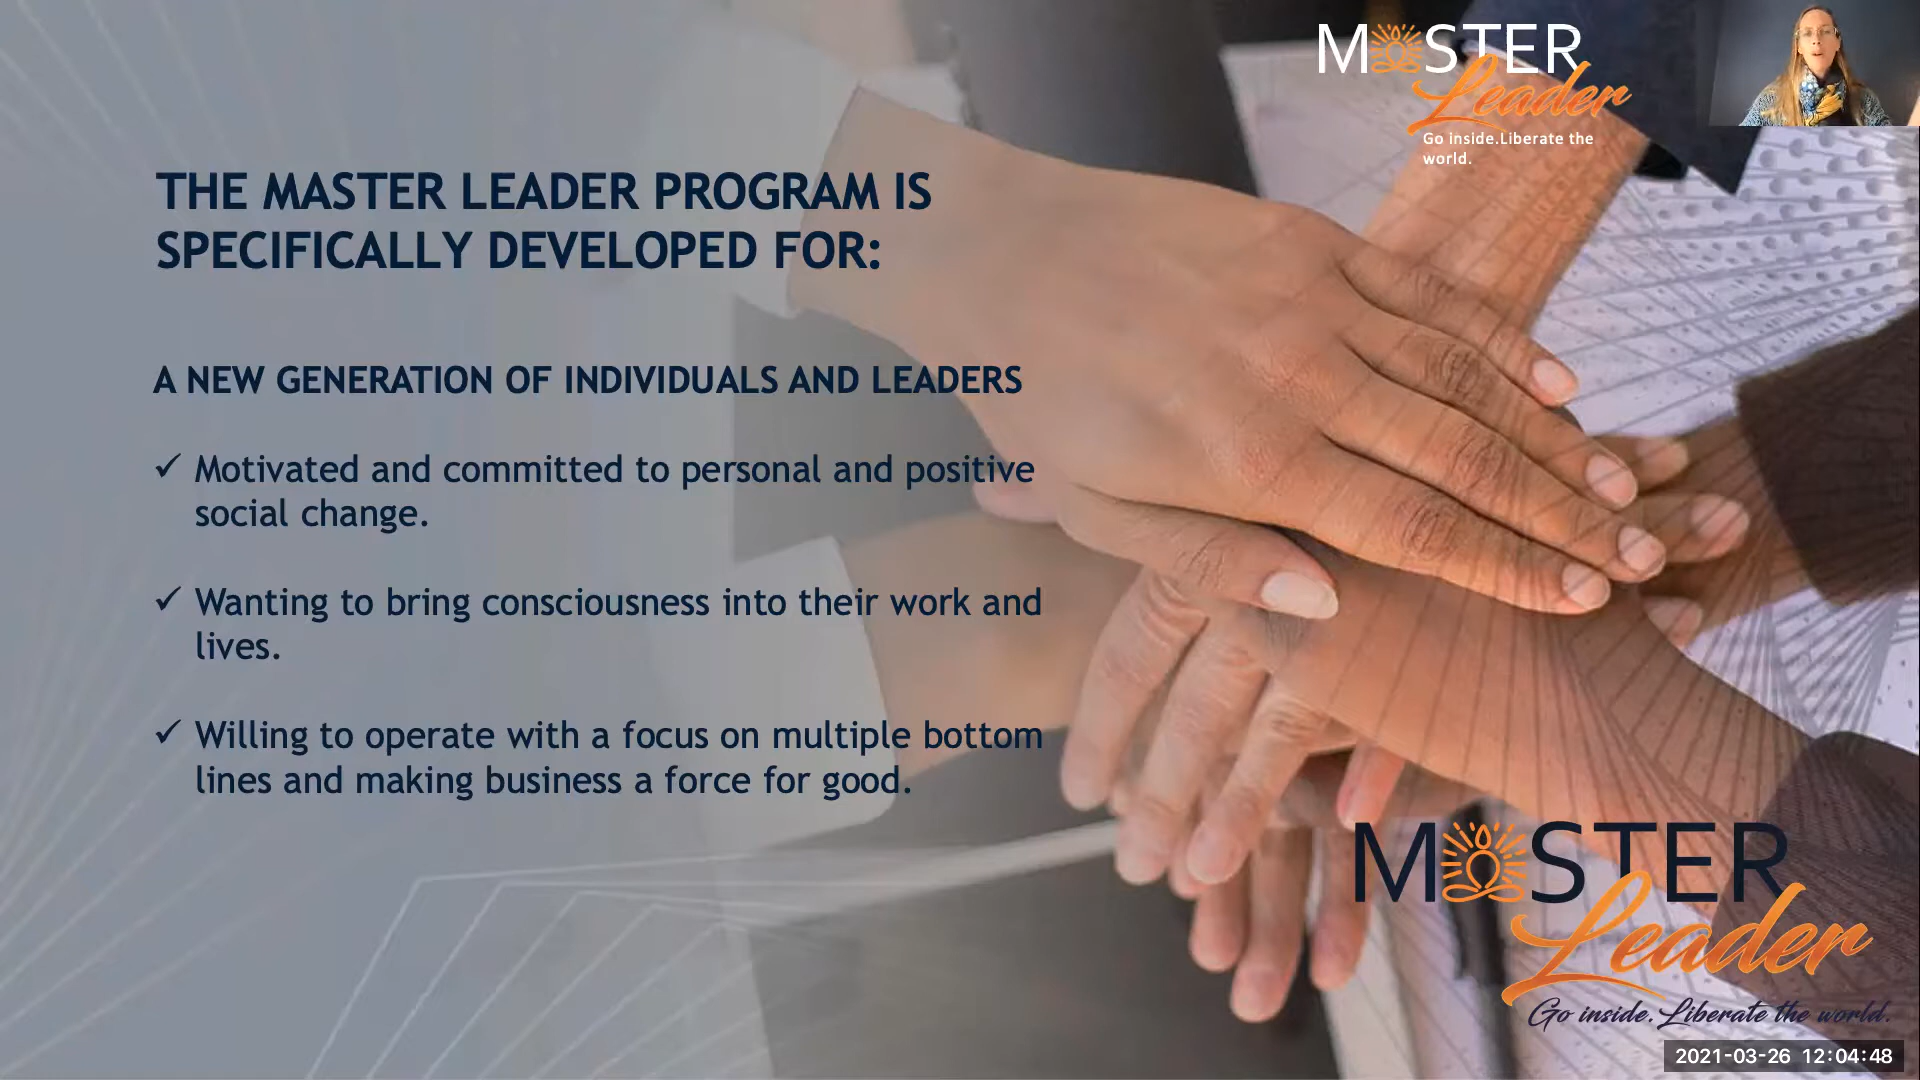 MASTER
Leader
Go inside.Liberate the
world.
THE MASTER LEADER PROGRAM IS
SPECIFICALLY DEVELOPED FOR:
A NEW GENERATION OF INDIVIDUALS AND LEADERS
✓ Motivated and committed to personal and positive
social change.
✓ Wanting to bring consciousness into their work and
lives.
✓ Willing to operate with a focus on multiple bottom
lines and making business a force for good.
MASTER
Leader
Go inside. Liberate the world.
2021-03-26 12:04:48